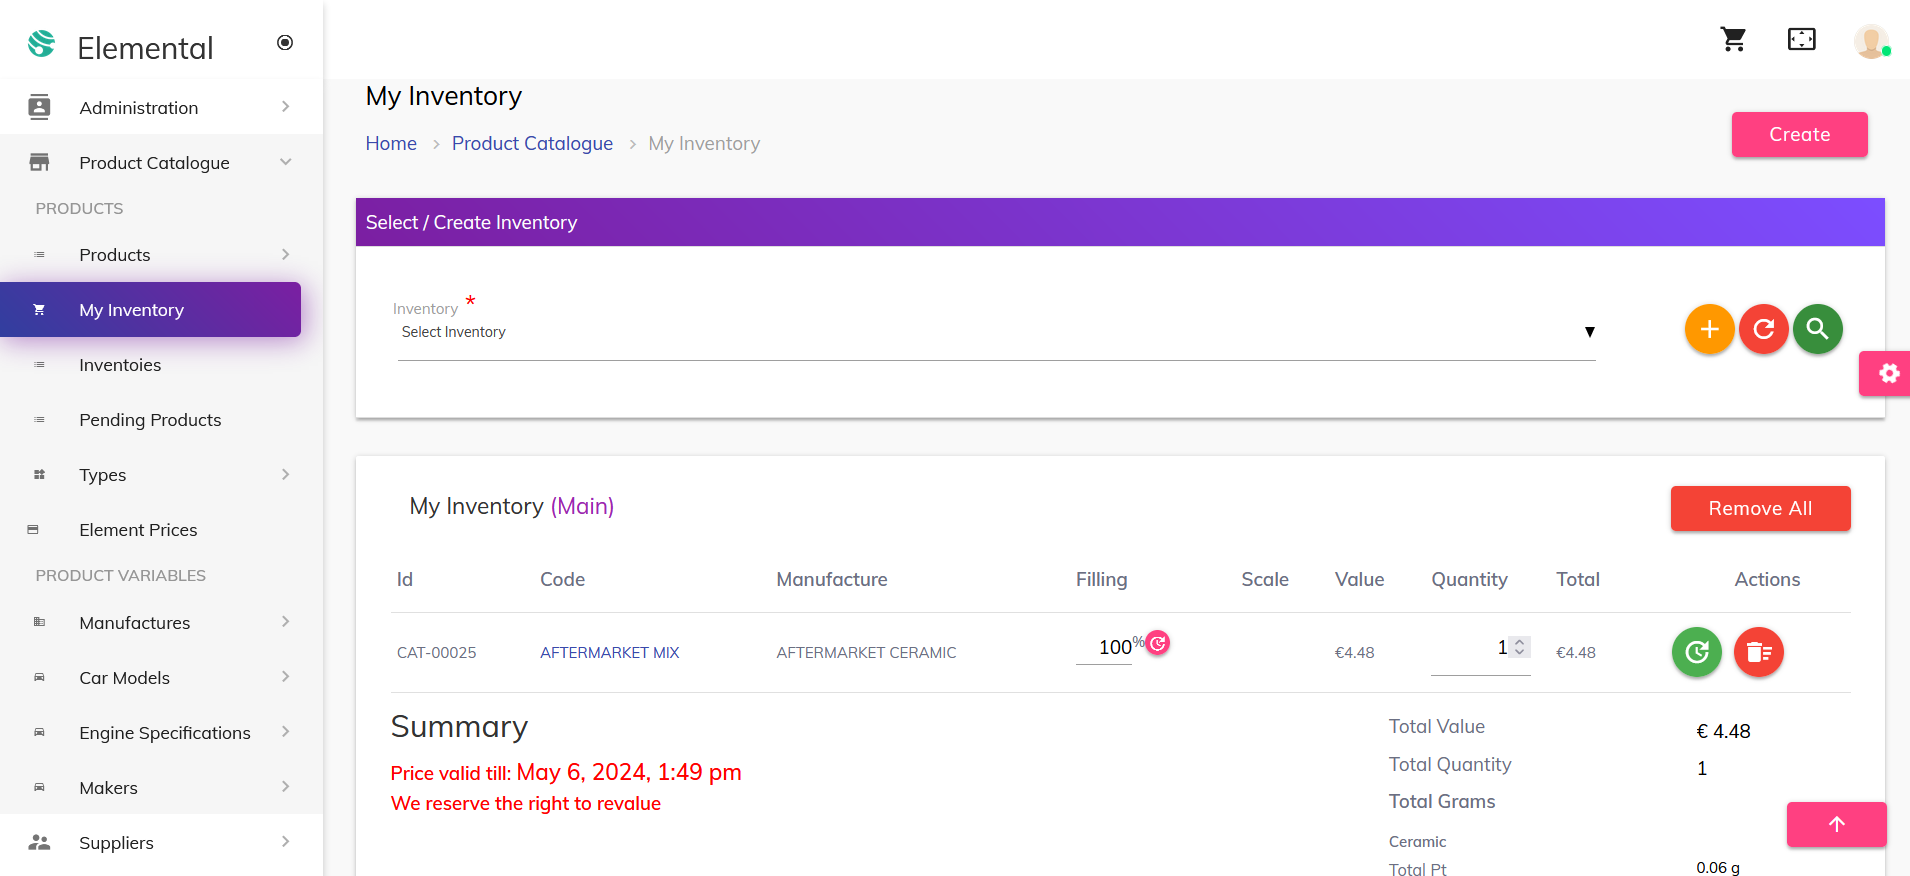 Elemental
Administration
Product Catalogue
PRODUCTS
Products
My Inventory
Inventoies
Pending Products
Types
Element Prices
PRODUCT VARIABLES
Manufactures
Car Models
Engine Specifications
Makers
Suppliers
My Inventory
Home > Product Catalogue > My Inventory
Create
Select / Create Inventory
Inventory *
Select Inventory
My Inventory (Main)
Remove All
Id Code Manufacture Filling Scale Value Quantity Total Actions
CAT-00025 AFTERMARKET MIX AFTERMARKET CERAMIC 100% €4.48 1 €4.48
Summary
Price valid till: May 6, 2024, 1:49 pm
We reserve the right to revalue
Total Value € 4.48
Total Quantity 1
Total Grams
Ceramic
Total Pt 0.06 g